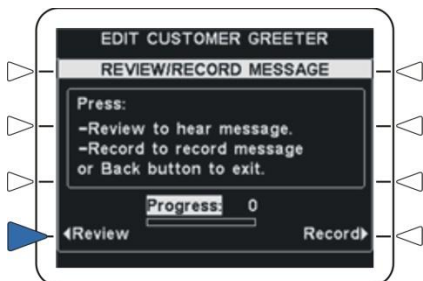 EDIT CUSTOMER GREETER
REVIEW/RECORD MESSAGE
Press:
-Review to hear message.
-Record to record message
or Back button to exit.
Progress: 0
◀Review Record▶